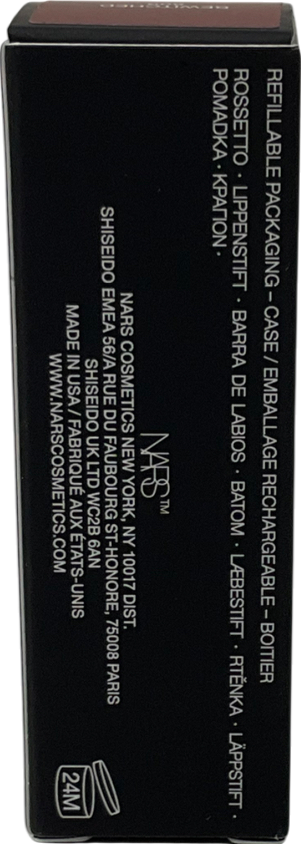 BEWITCHED
REFILLABLE PACKAGING – CASE / EMBALLAGE RECHARGEABLE – BOITIER
ROSSETTO · LIPPENSTIFT · BARRA DE LABIOS · BATOM · LÆBESTIFT · RTĚNKA · LÄPPSTIFT ·
POMADKA · ΚΡΑΓΙΟΝ ·
NARS™
NARS COSMETICS NEW YORK, NY 10017 DIST.
SHISEIDO EMEA 56/A RUE DU FAUBOURG ST-HONORE, 75008 PARIS
SHISEIDO UK LTD WC2B 6AN
MADE IN USA / FABRIQUÉ AUX ÉTATS-UNIS
WWW.NARSCOSMETICS.COM
24M